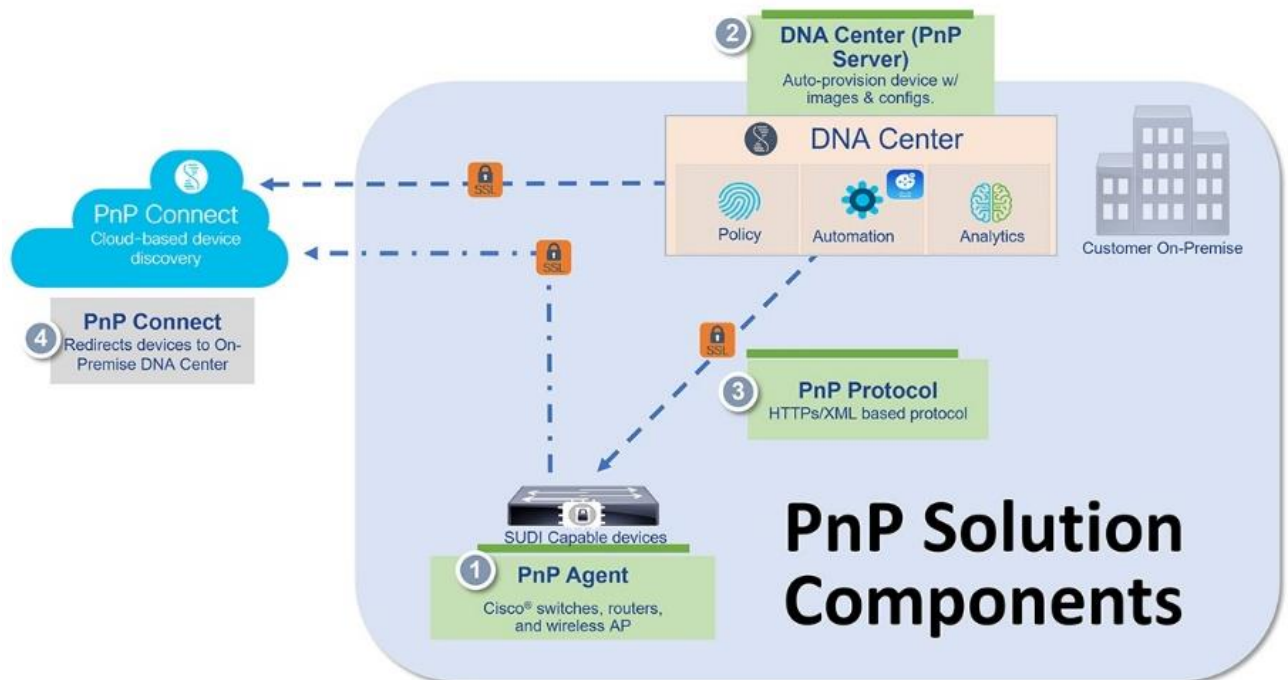 2
DNA Center (PnP
Server)
Auto-provision device w/
images & configs.
DNA Center
Policy
Automation
Analytics
Customer On-Premise
SSL
PnP Connect
Cloud-based device
discovery
SSL
4
PnP Connect
Redirects devices to On-
Premise DNA Center
SSL
3
PnP Protocol
HTTPs/XML based protocol
SUDI Capable devices
1
PnP Agent
Cisco® switches, routers,
and wireless AP
PnP Solution
Components